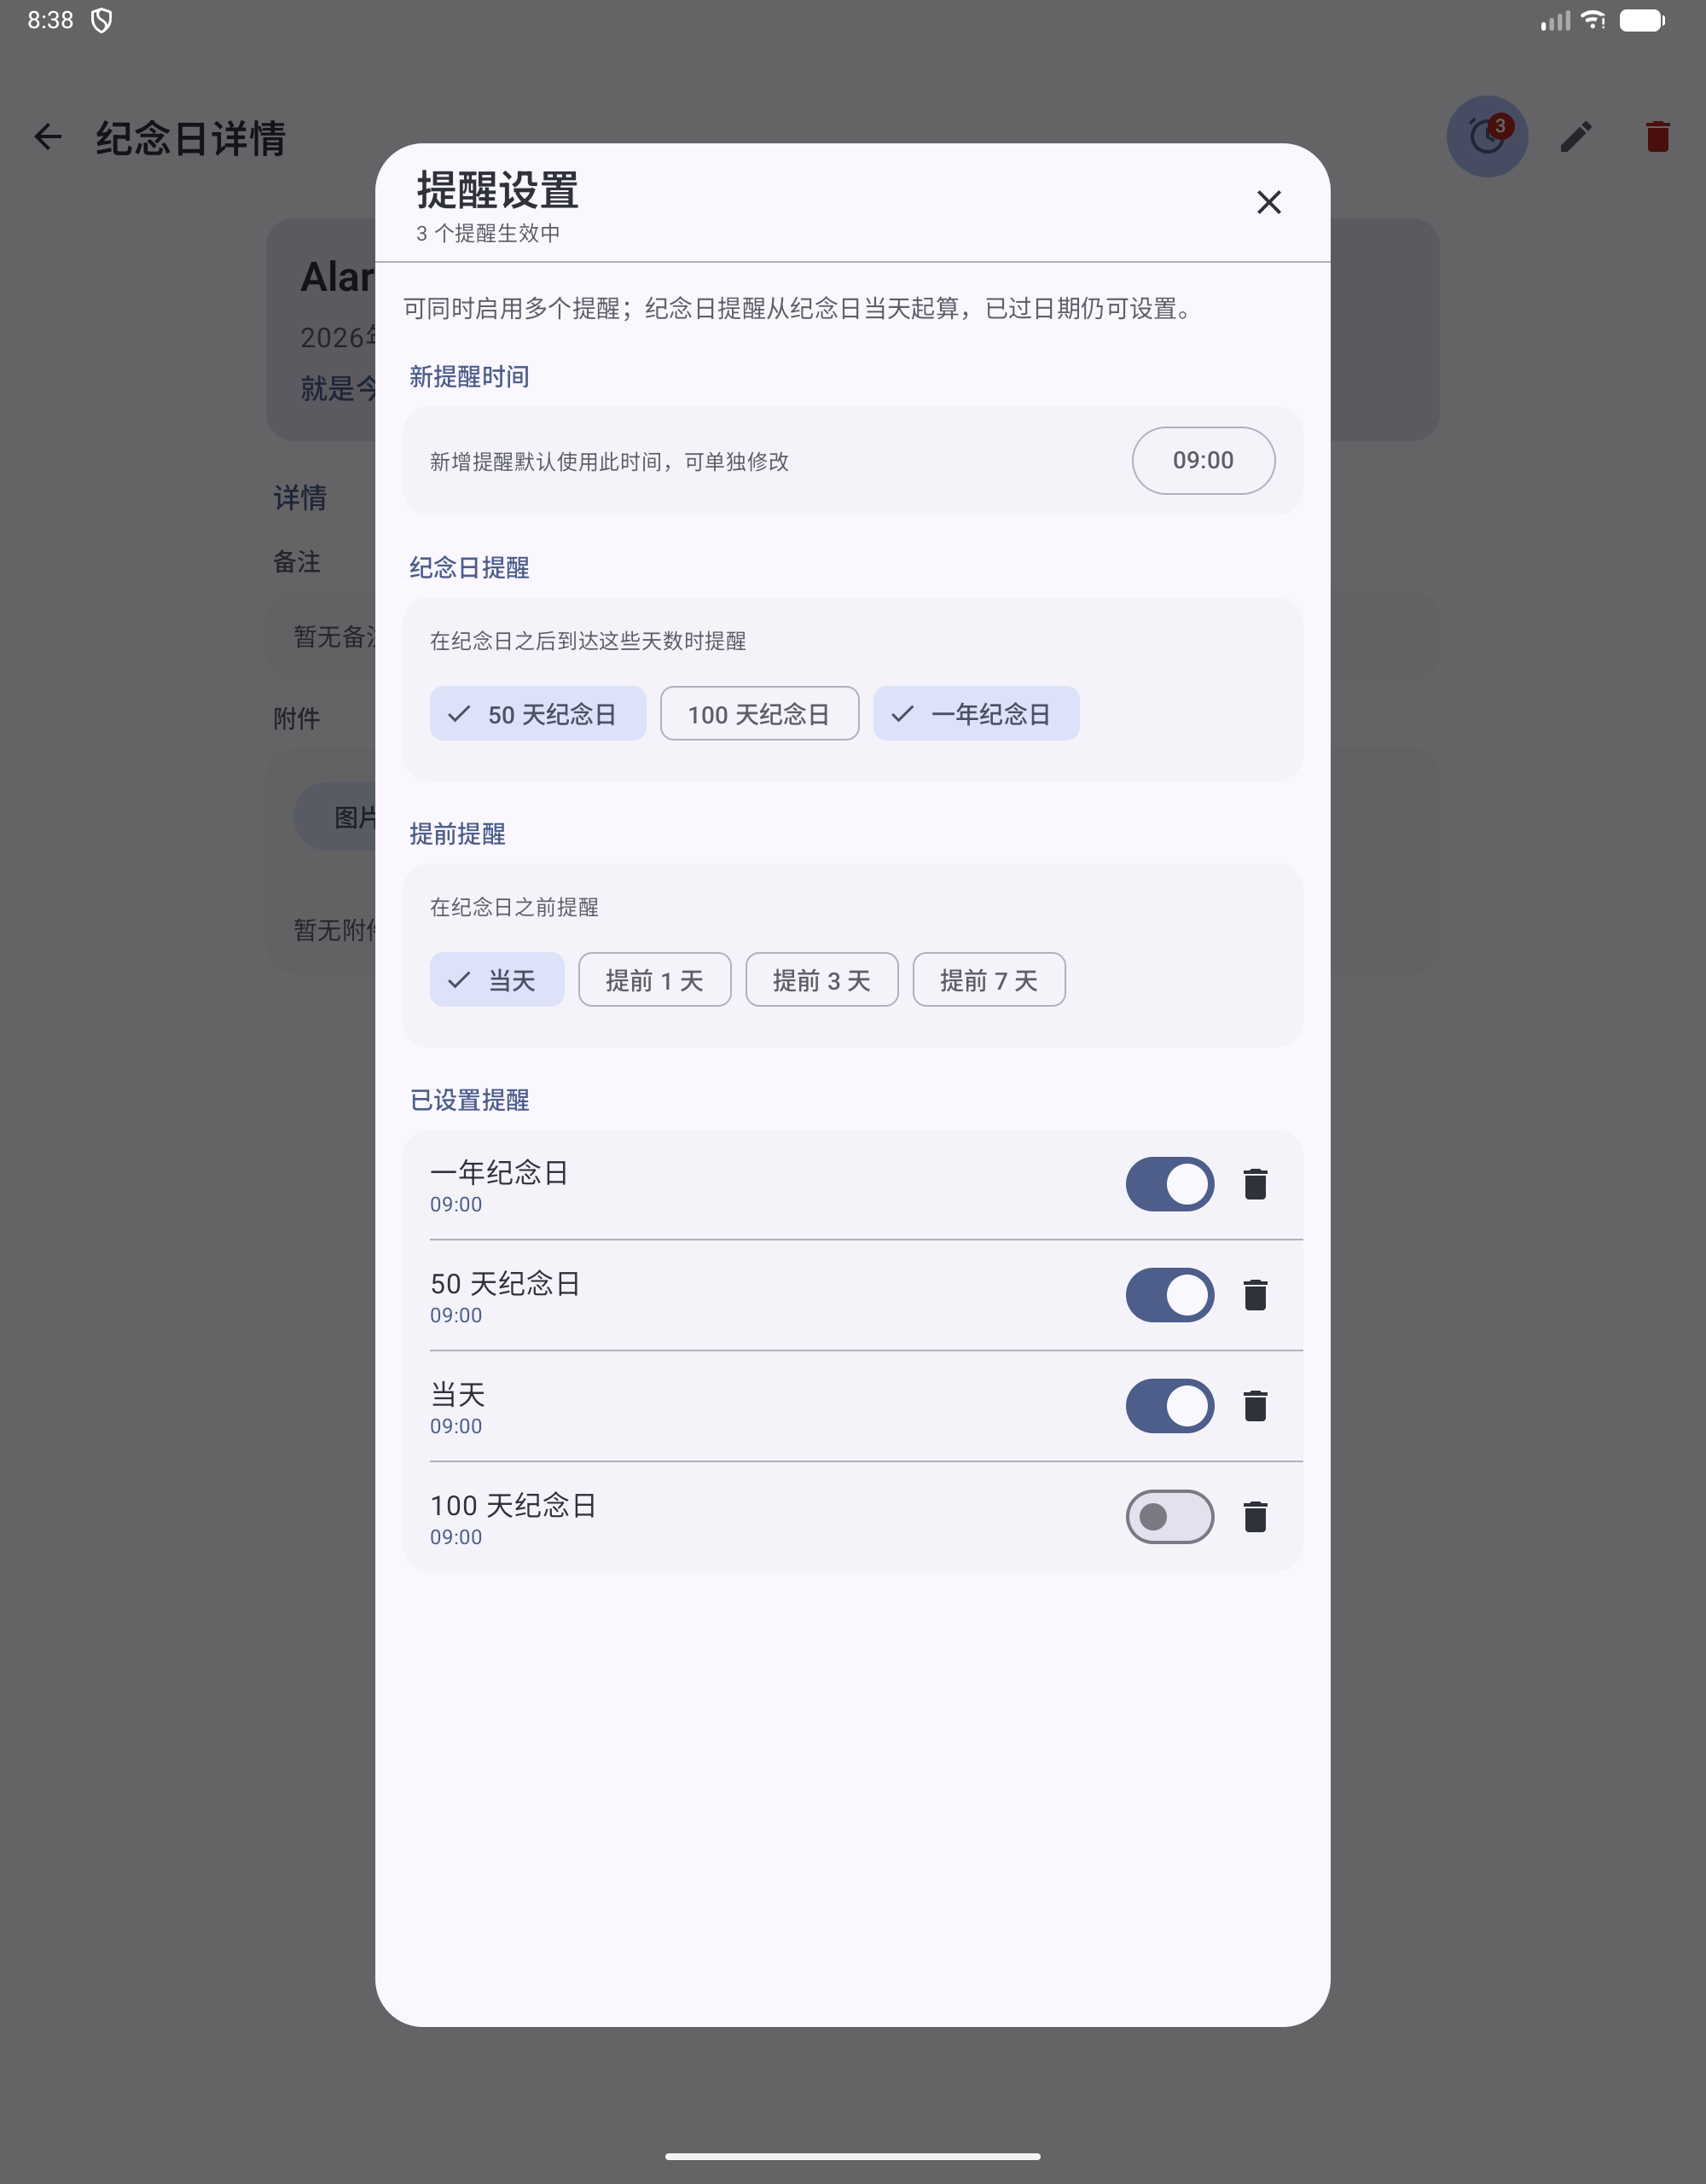 8:38
纪念日详情
3
Alar
2026年
就是今
详情
备注
暂无备注
附件
图片
暂无附件
提醒设置
3 个提醒生效中
可同时启用多个提醒；纪念日提醒从纪念日当天起算，已过日期仍可设置。
新提醒时间
新增提醒默认使用此时间，可单独修改
09:00
纪念日提醒
在纪念日之后到达这些天数时提醒
50 天纪念日
100 天纪念日
一年纪念日
提前提醒
在纪念日之前提醒
当天
提前 1 天
提前 3 天
提前 7 天
已设置提醒
一年纪念日
09:00
50 天纪念日
09:00
当天
09:00
100 天纪念日
09:00